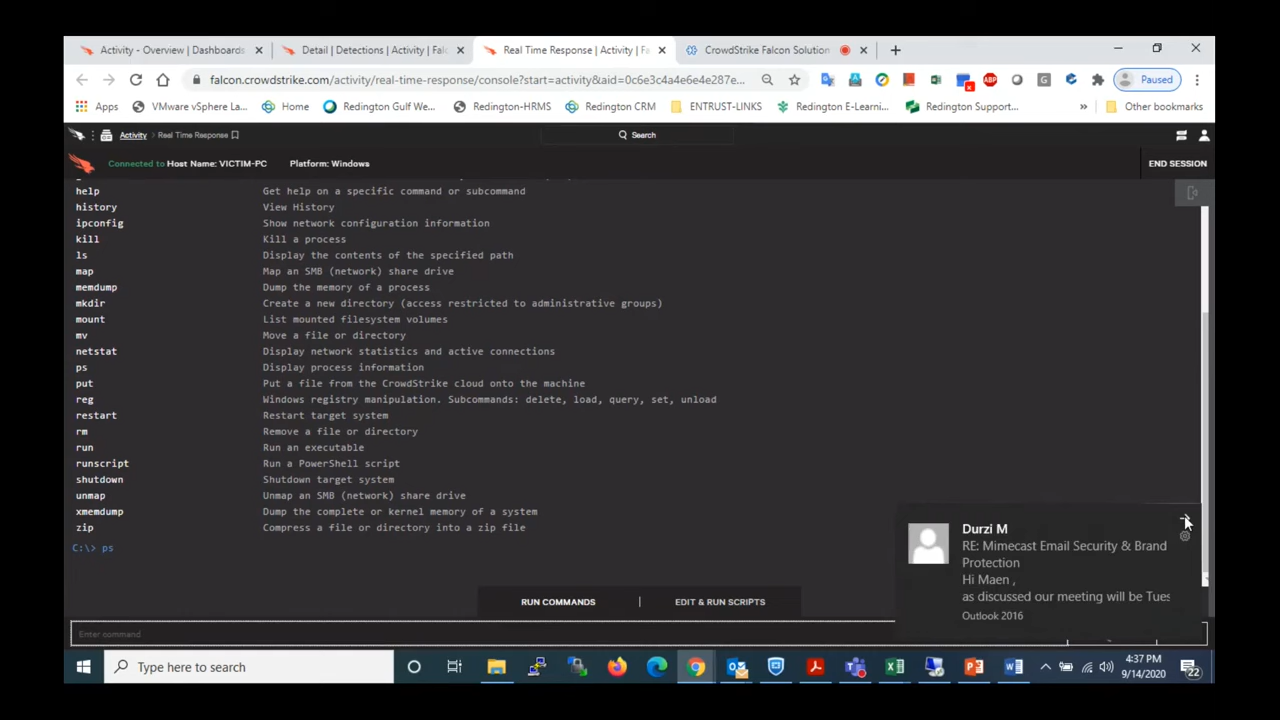 Activity - Overview | Dashboards
Detail | Detections | Activity | Falc
Real Time Response | Activity | Fa
CrowdStrike Falcon Solution
falcon.crowdstrike.com/activity/real-time-response/console?start=activity&aid=0c6e3c4a4e6e4e287e...
ABP
G
Paused
Apps
VMware vSphere La...
Home
Redington Gulf We...
Redington-HRMS
Redington CRM
ENTRUST-LINKS
Redington E-Learni...
Redington Support...
»
Other bookmarks
Activity > Real Time Response
Search
Connected to Host Name: VICTIM-PC Platform: Windows
END SESSION
help Get help on a specific command or subcommand
history View History
ipconfig Show network configuration information
kill Kill a process
ls Display the contents of the specified path
map Map an SMB (network) share drive
memdump Dump the memory of a process
mkdir Create a new directory (access restricted to administrative groups)
mount List mounted filesystem volumes
mv Move a file or directory
netstat Display network statistics and active connections
ps Display process information
put Put a file from the CrowdStrike cloud onto the machine
reg Windows registry manipulation. Subcommands: delete, load, query, set, unload
restart Restart target system
rm Remove a file or directory
run Run an executable
runscript Run a PowerShell script
shutdown Shutdown target system
unmap Unmap an SMB (network) share drive
xmemdump Dump the complete or kernel memory of a system
zip Compress a file or directory into a zip file
C:\> ps
Durzi M
RE: Mimecast Email Security & Brand
Protection
Hi Maen ,
as discussed our meeting will be Tues
Outlook 2016
RUN COMMANDS | EDIT & RUN SCRIPTS
Enter command
Type here to search
4:37 PM
9/14/2020
22